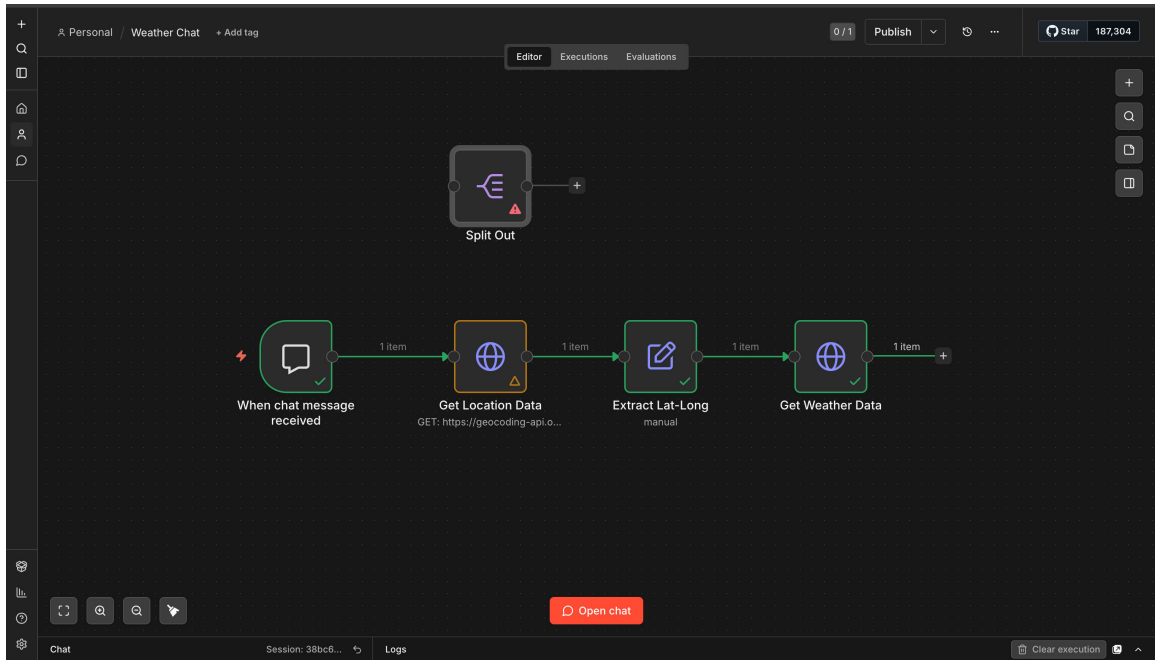 Personal / Weather Chat + Add tag
0 / 1
Publish
Star 187,304
Editor Executions Evaluations
Split Out
1 item
1 item
1 item
1 item
When chat message
received
Get Location Data
GET: https://geocoding-api.o...
Extract Lat-Long
manual
Get Weather Data
Open chat
Chat
Session: 38bc6...
Logs
Clear execution